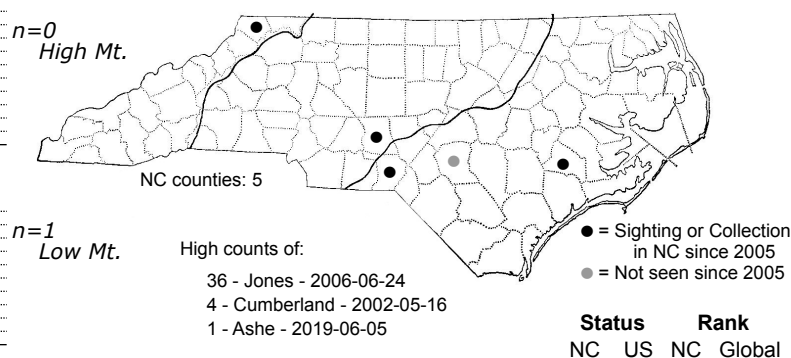 n=0
High Mt.
NC counties: 5
n=1
Low Mt.
High counts of:
36 - Jones - 2006-06-24
4 - Cumberland - 2002-05-16
1 - Ashe - 2019-06-05
● = Sighting or Collection
in NC since 2005
● = Not seen since 2005
Status Rank
NC US NC Global